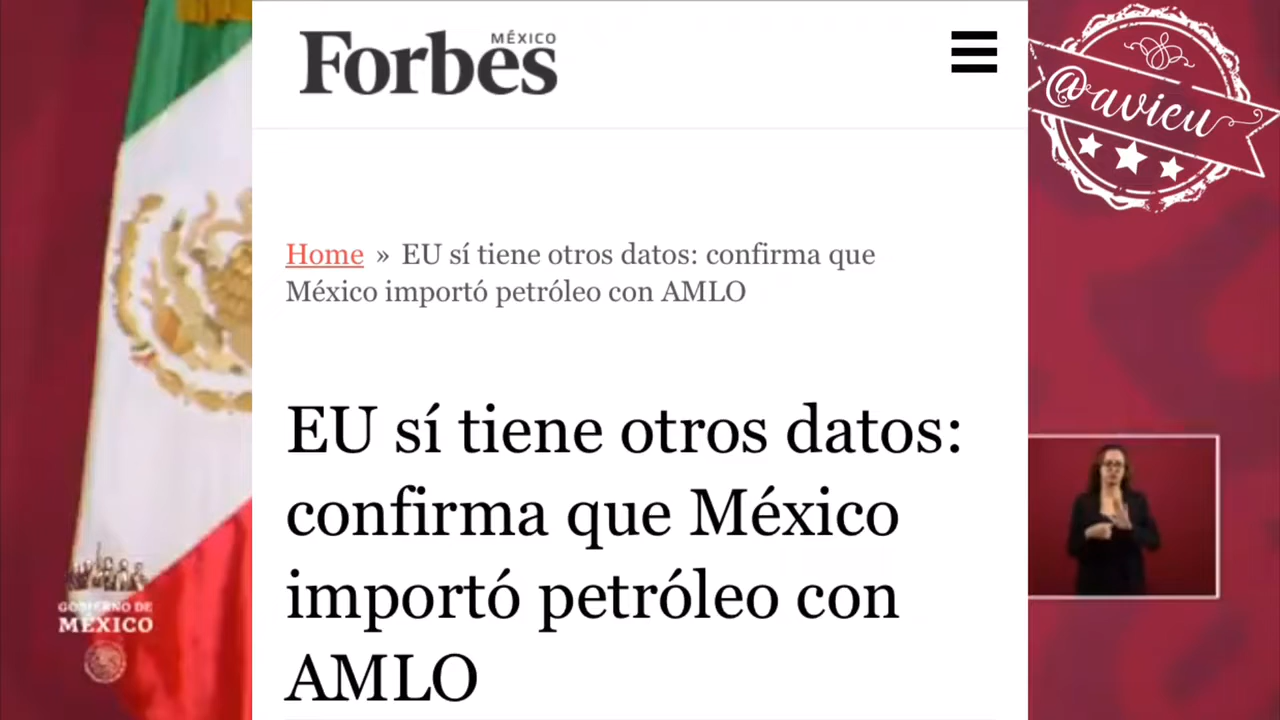 MÉXICO
Forbes
@avieu
Home » EU sí tiene otros datos: confirma que
México importó petróleo con AMLO
EU sí tiene otros datos:
confirma que México
importó petróleo con
AMLO
GOBIERNO DE
MÉXICO